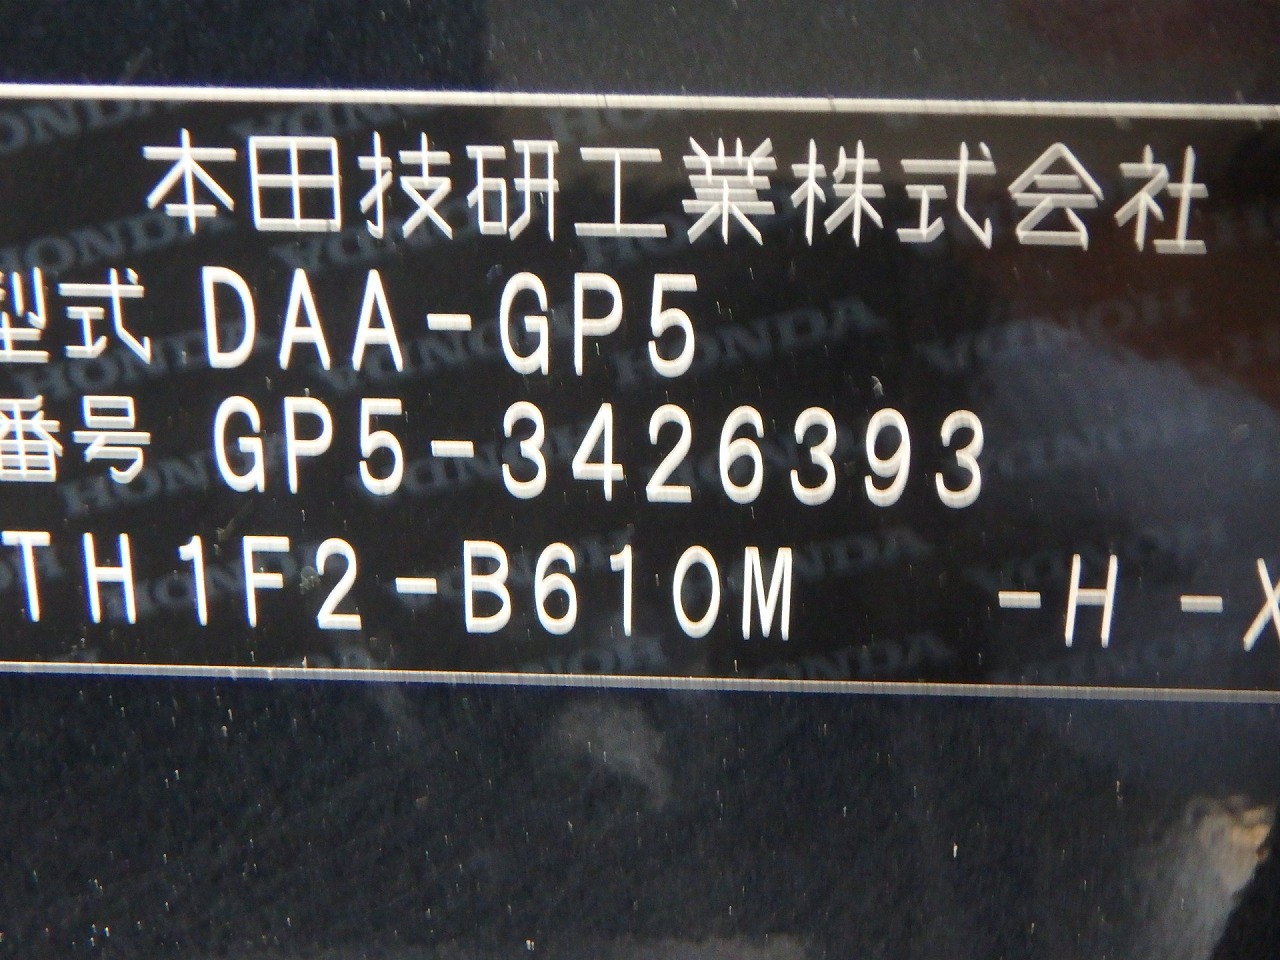 本田技研工業株式会社
型式 DAA-GP5
番号 GP5-3426393
TH1F2-B610M -H -X